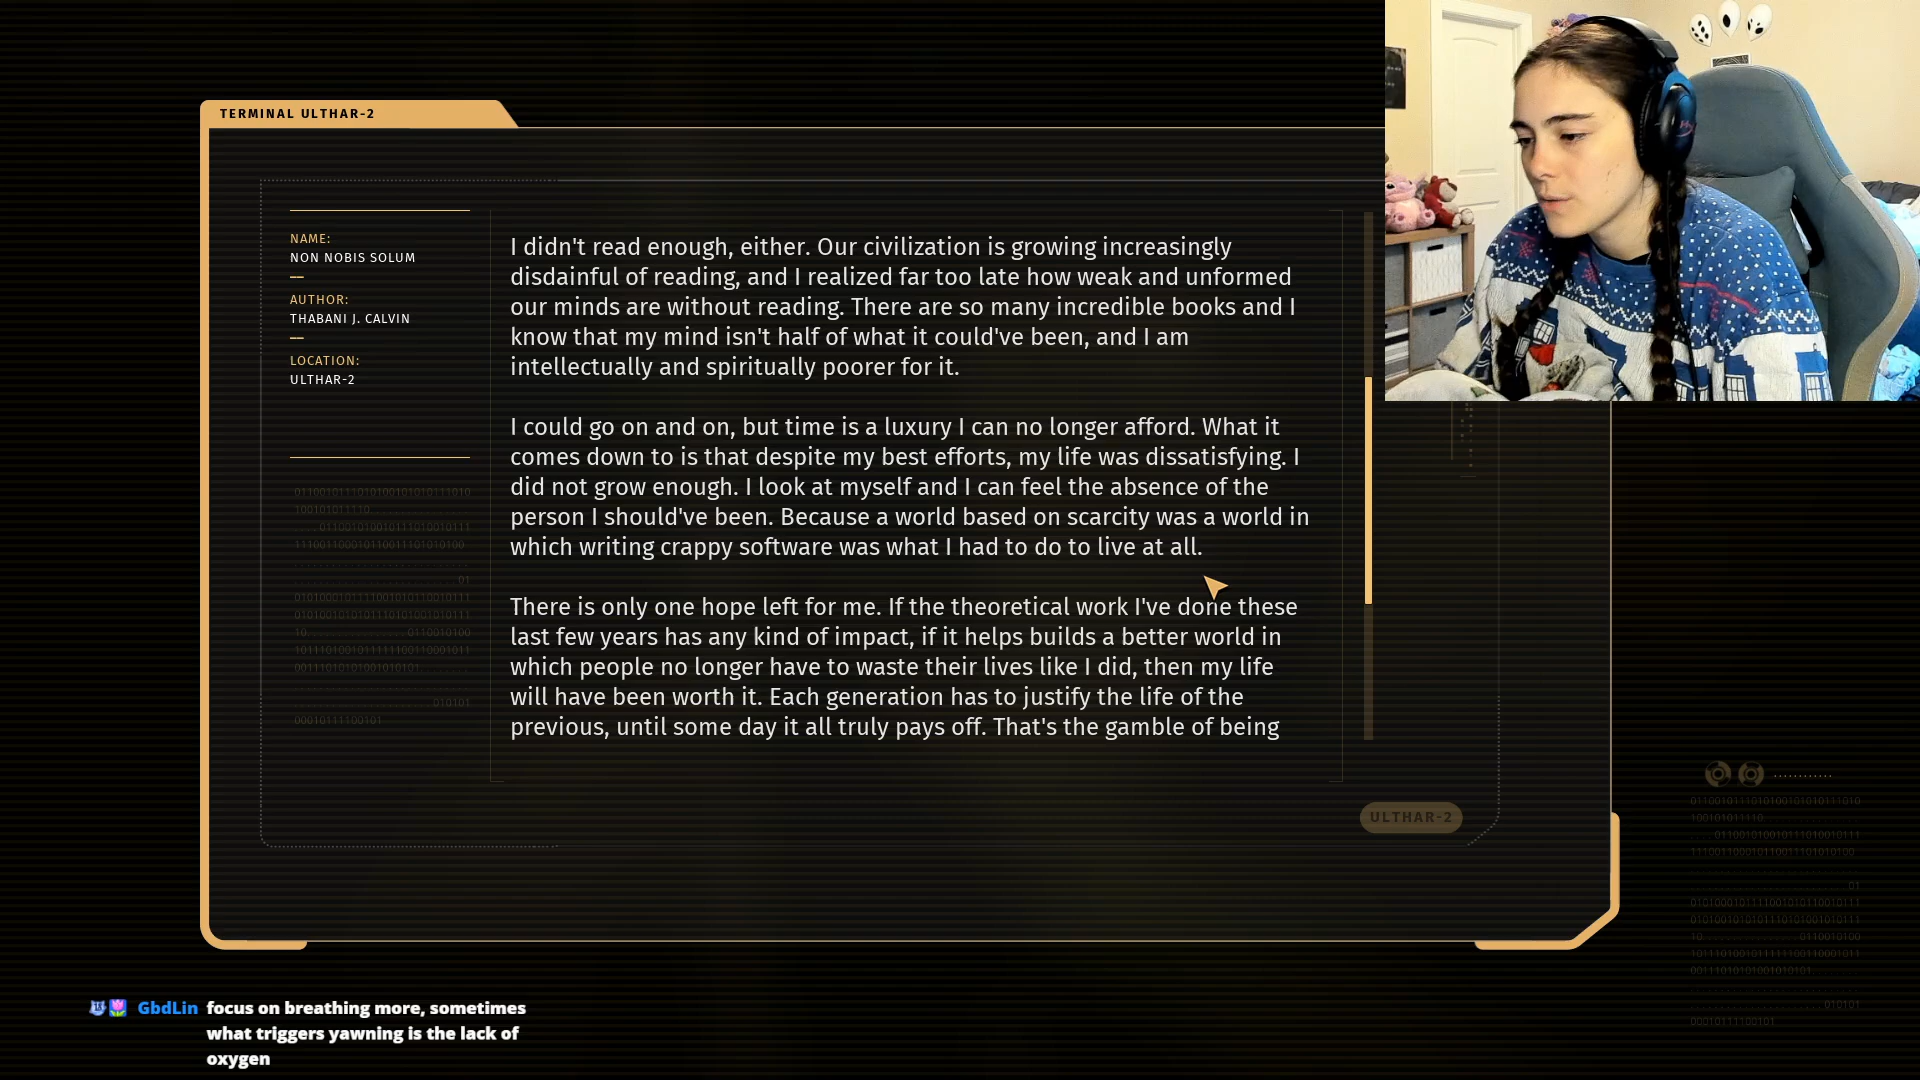 TERMINAL ULTHAR-2
NAME:
NON NOBIS SOLUM
AUTHOR:
THABANI J. CALVIN
LOCATION:
ULTHAR-2
I didn't read enough, either. Our civilization is growing increasingly
disdainful of reading, and I realized far too late how weak and unformed
our minds are without reading. There are so many incredible books and I
know that my mind isn't half of what it could've been, and I am
intellectually and spiritually poorer for it.
I could go on and on, but time is a luxury I can no longer afford. What it
comes down to is that despite my best efforts, my life was dissatisfying. I
did not grow enough. I look at myself and I can feel the absence of the
person I should've been. Because a world based on scarcity was a world in
which writing crappy software was what I had to do to live at all.
There is only one hope left for me. If the theoretical work I've done these
last few years has any kind of impact, if it helps builds a better world in
which people no longer have to waste their lives like I did, then my life
will have been worth it. Each generation has to justify the life of the
previous, until some day it all truly pays off. That's the gamble of being
ULTHAR-2
GbdLin focus on breathing more, sometimes
what triggers yawning is the lack of
oxygen